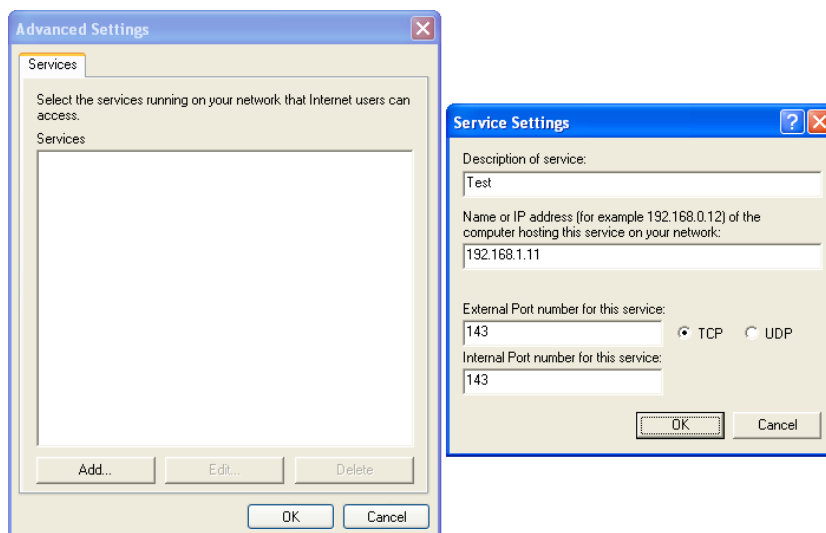 Advanced Settings
Services
Select the services running on your network that Internet users can
access.
Services
Add...
Edit...
Delete
OK
Cancel
Service Settings
Description of service:
Test
Name or IP address (for example 192.168.0.12) of the
computer hosting this service on your network:
192.168.1.11
External Port number for this service:
143
TCP
UDP
Internal Port number for this service:
143
OK
Cancel